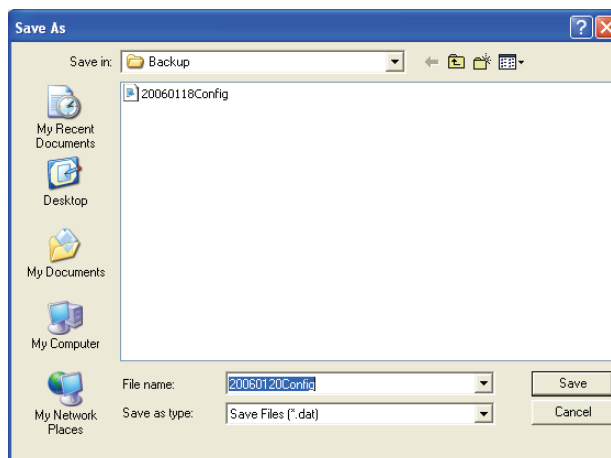 Save As
Save in:
Backup
20060118Config
My Recent
Documents
Desktop
My Documents
My Computer
My Network
Places
File name:
20060120Config
Save
Save as type:
Save Files (*.dat)
Cancel